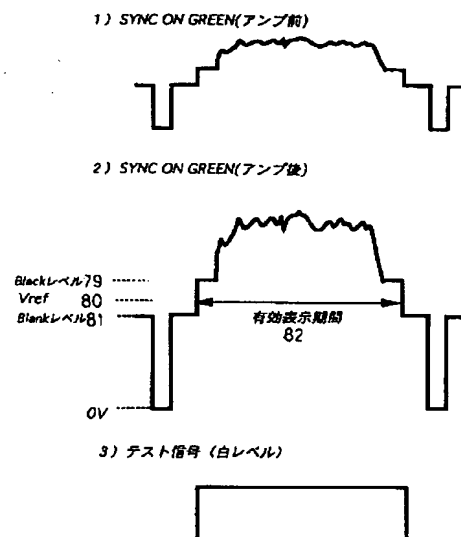 1) SYNC ON GREEN(アンプ前)
2) SYNC ON GREEN(アンプ後)
Blackレベル79
Vref 80
Blankレベル81
有効表示期間
82
0V
3) テスト信号 (白レベル)